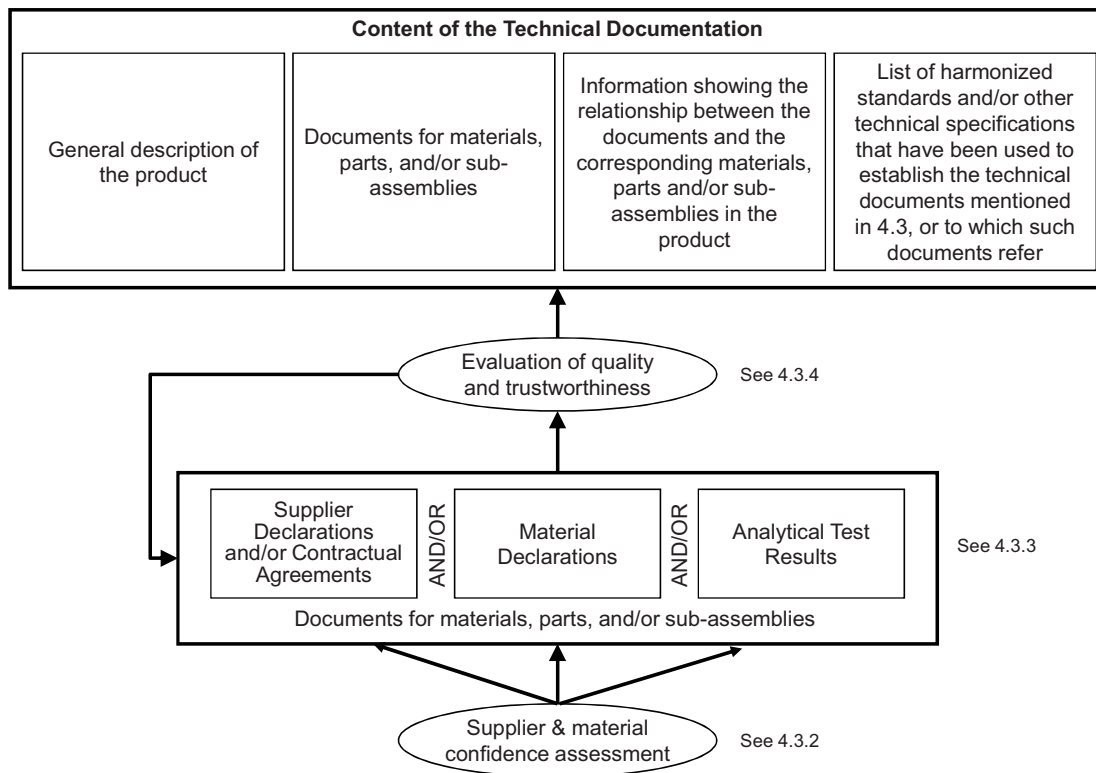 Content of the Technical Documentation
General description of
the product
Documents for materials,
parts, and/or sub-
assemblies
Information showing the
relationship between the
documents and the
corresponding materials,
parts and/or sub-
assemblies in the
product
List of harmonized
standards and/or other
technical specifications
that have been used to
establish the technical
documents mentioned
in 4.3, or to which such
documents refer
Evaluation of quality
and trustworthiness
See 4.3.4
Supplier
Declarations
and/or Contractual
Agreements
AND/OR
Material
Declarations
AND/OR
Analytical Test
Results
See 4.3.3
Documents for materials, parts, and/or sub-assemblies
Supplier & material
confidence assessment
See 4.3.2